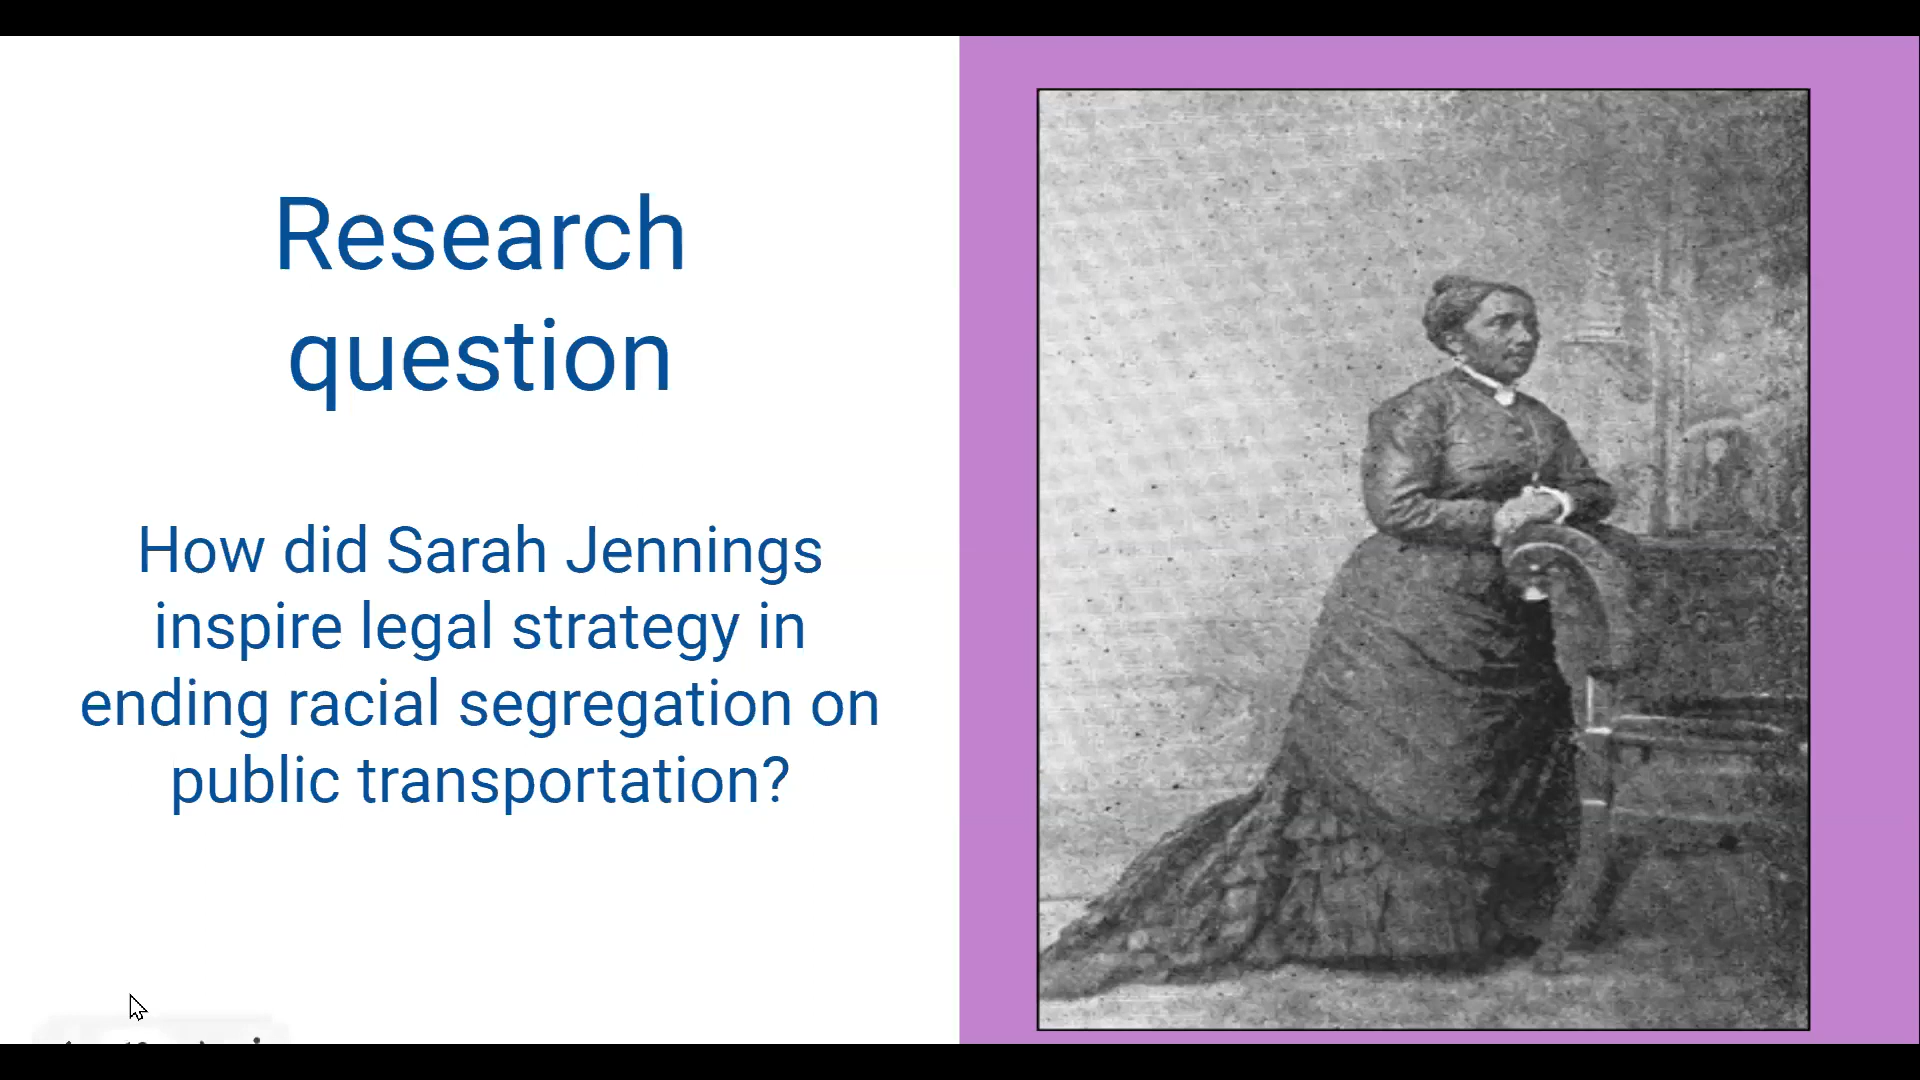 Research
question
How did Sarah Jennings
inspire legal strategy in
ending racial segregation on
public transportation?